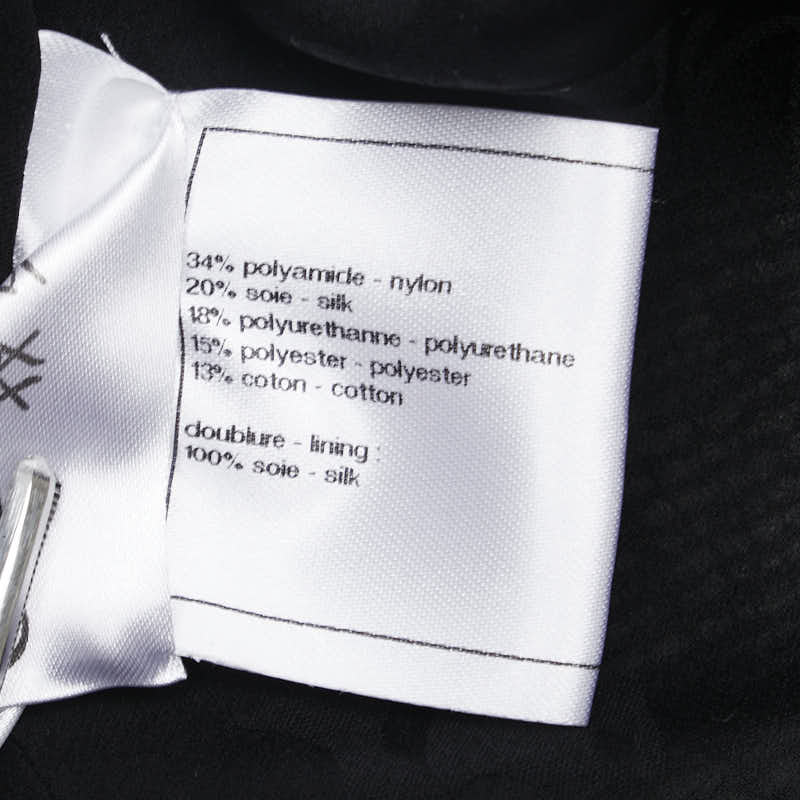 34% polyamide - nylon
20% soie - silk
18% polyurethanne - polyurethane
15% polyester - polyester
13% coton - cotton
doublure - lining :
100% soie - silk